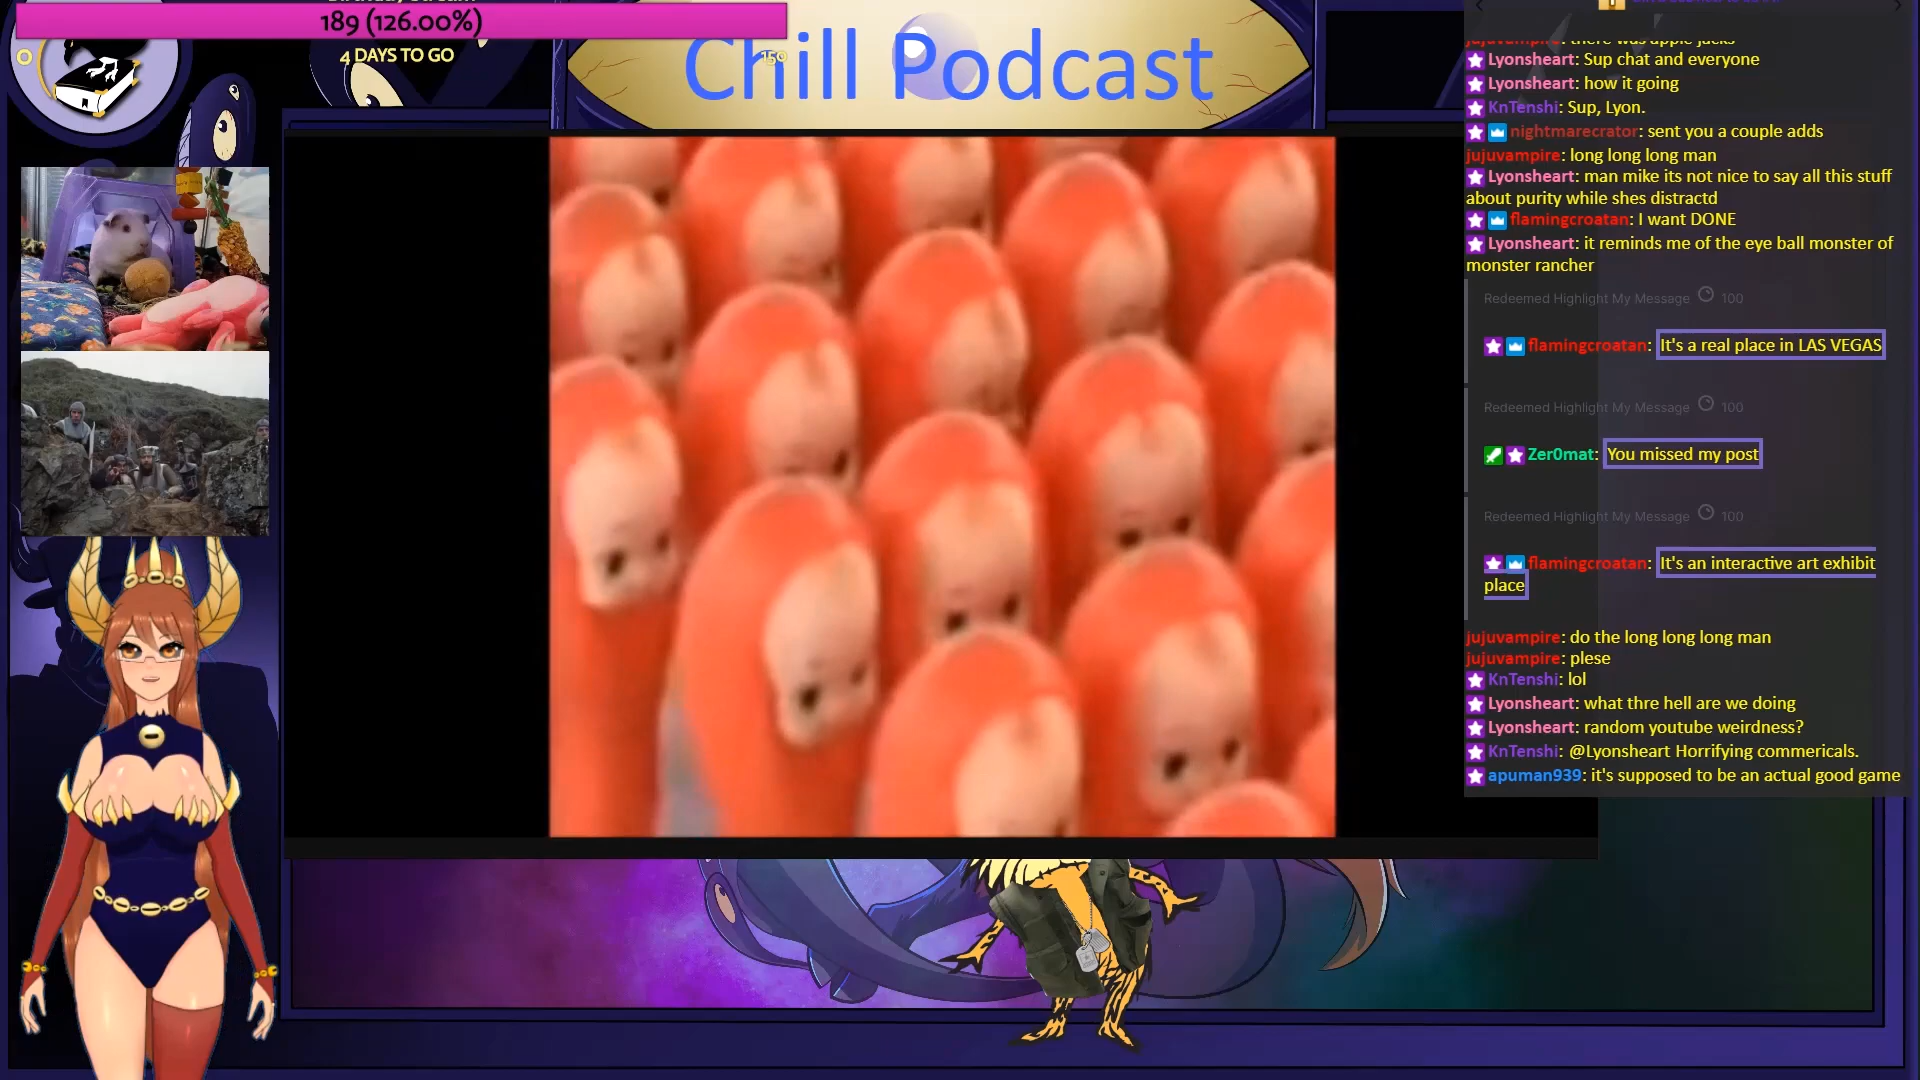 189 (126.00%)
4 DAYS TO GO
Chill Podcast
jujuvampire: there was apple jacks
Lyonsheart: Sup chat and everyone
Lyonsheart: how it going
KnTenshi: Sup, Lyon.
nightmarecrator: sent you a couple adds
jujuvampire: long long long man
Lyonsheart: man mike its not nice to say all this stuff
about purity while shes distractd
flamingcroatan: I want DONE
Lyonsheart: it reminds me of the eye ball monster of
monster rancher
Redeemed Highlight My Message 100
flamingcroatan: It's a real place in LAS VEGAS
Redeemed Highlight My Message 100
Zer0mat: You missed my post
Redeemed Highlight My Message 100
flamingcroatan: It's an interactive art exhibit
place
jujuvampire: do the long long long man
jujuvampire: plese
KnTenshi: lol
Lyonsheart: what thre hell are we doing
Lyonsheart: random youtube weirdness?
KnTenshi: @Lyonsheart Horrifying commericals.
apuman939: it's supposed to be an actual good game